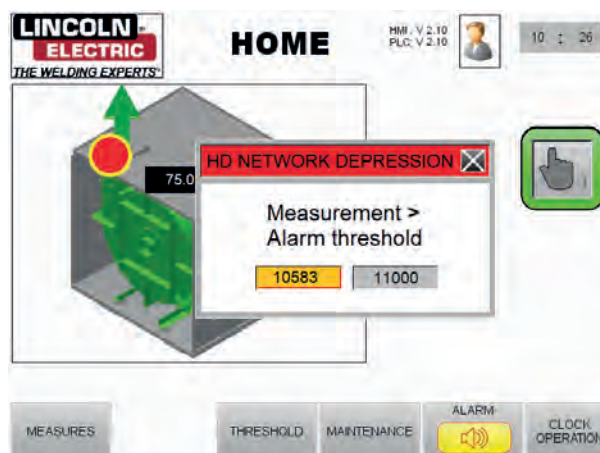 LINCOLN
ELECTRIC
THE WELDING EXPERTS®
HOME
HMI: V 2.10
PLC: V 2.10
10 : 26
75.0
HD NETWORK DEPRESSION
Measurement >
Alarm threshold
10583 11000
MEASURES
THRESHOLD
MAINTENANCE
ALARM
CLOCK
OPERATION